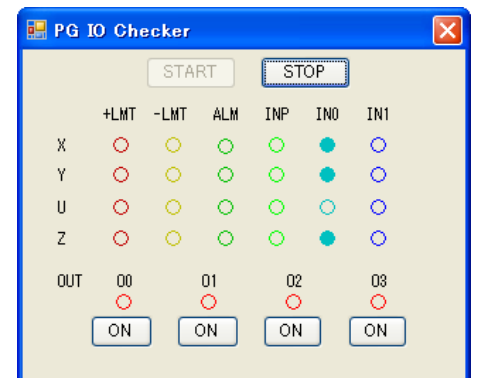 PG IO Checker
START STOP
+LMT -LMT ALM INP IN0 IN1
X
Y
U
Z
OUT 00 01 02 03
ON ON ON ON